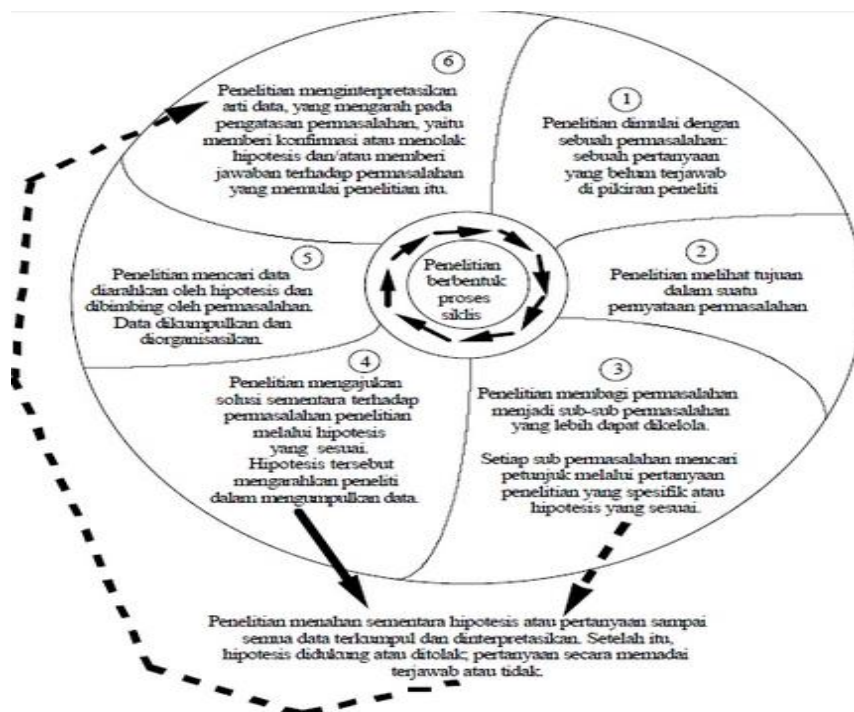 6
Penelitian menginterpretasikan
arti data, yang mengarah pada
pengatasan permasalahan, yaitu
memberi konfirmasi atau menolak
hipotesis dan/atau memberi
jawaban terhadap permasalahan
yang memulai penelitian itu.
1
Penelitian dimulai dengan
sebuah permasalahan:
sebuah pertanyaan
yang belum terjawab
di pikiran peneliti
2
Penelitian melihat tujuan
dalam suatu
pernyataan permasalahan
5
Penelitian mencari data
diarahkan oleh hipotesis dan
dibimbing oleh permasalahan.
Data dikumpulkan dan
diorganisasikan.
Penelitian
berbentuk
proses
siklis
4
Penelitian mengajukan
solusi sementara terhadap
permasalahan penelitian
melalui hipotesis
yang sesuai.
Hipotesis tersebut
mengarahkan peneliti
dalam mengumpulkan data.
3
Penelitian membagi permasalahan
menjadi sub-sub permasalahan
yang lebih dapat dikelola.
Setiap sub permasalahan mencari
petunjuk melalui pertanyaan
penelitian yang spesifik atau
hipotesis yang sesuai.
Penelitian menahan sementara hipotesis atau pertanyaan sampai
semua data terkumpul dan dinterpretasikan. Setelah itu,
hipotesis didukung atau ditolak; pertanyaan secara memadai
terjawab atau tidak.